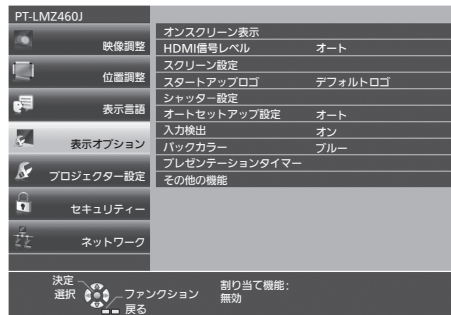 PT-LMZ460J
映像調整
位置調整
表示言語
表示オプション
プロジェクター設定
セキュリティー
ネットワーク
オンスクリーン表示
HDMI信号レベル オート
スクリーン設定
スタートアップロゴ デフォルトロゴ
シャッター設定
オートセットアップ設定 オート
入力検出 オン
バックカラー ブルー
プレゼンテーションタイマー
その他の機能
決定
選択
ファンクション
戻る
割り当て機能:
無効